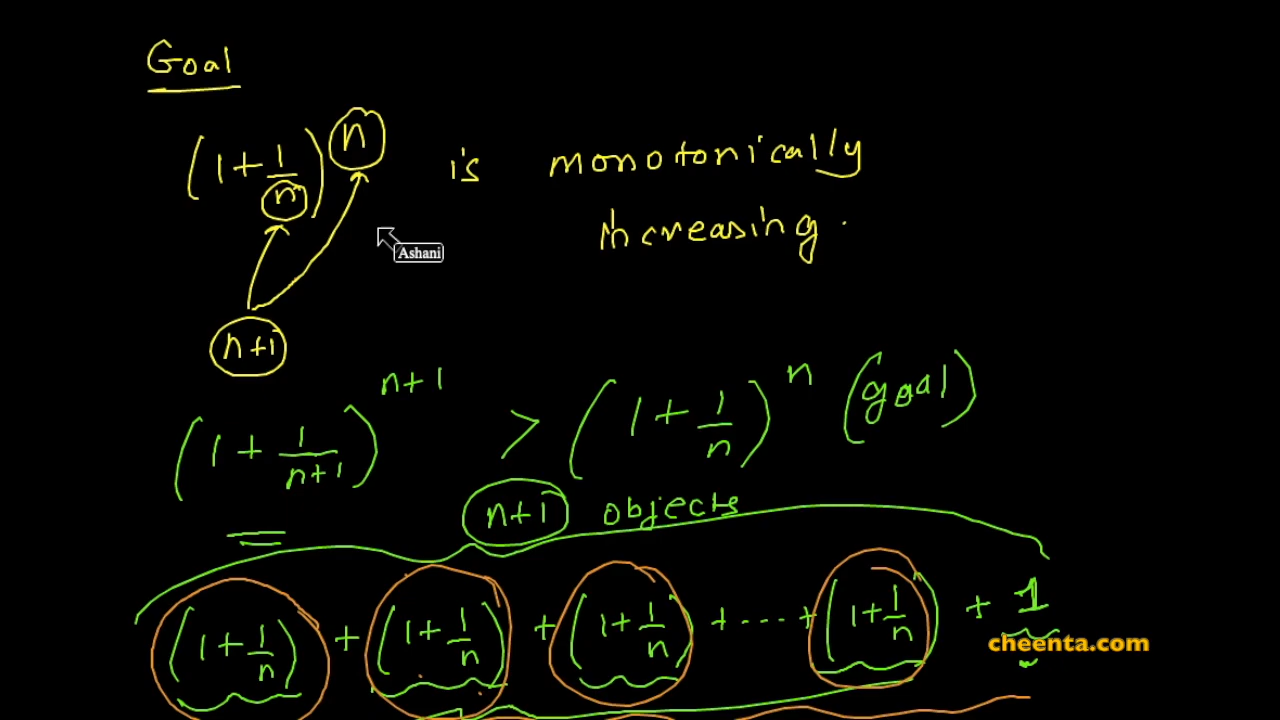 Goal
(1 + 1/n)^n is monotonically
increasing.
Ashani
n+1
(1 + 1/(n+1))^(n+1) > (1 + 1/n)^n (goal)
n+1 objects
(1 + 1/n) + (1 + 1/n) + (1 + 1/n) + ... + (1 + 1/n) + 1
cheenta.com